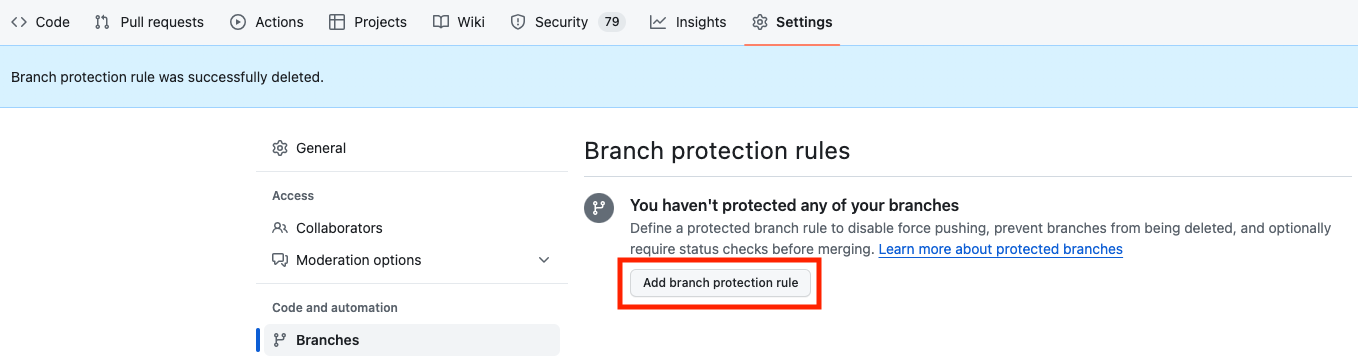 Code Pull requests Actions Projects Wiki Security 79 Insights Settings
Branch protection rule was successfully deleted.
General
Access
Collaborators
Moderation options
Code and automation
Branches
Branch protection rules
You haven't protected any of your branches
Define a protected branch rule to disable force pushing, prevent branches from being deleted, and optionally
require status checks before merging. Learn more about protected branches
Add branch protection rule